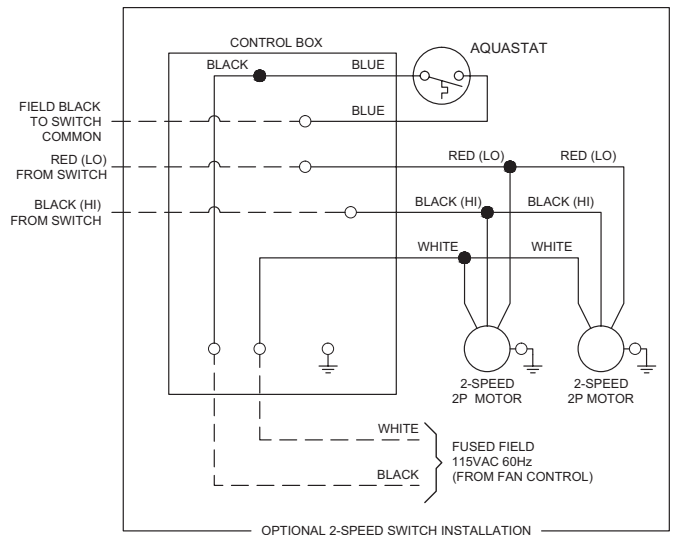 CONTROL BOX
AQUASTAT
BLACK
BLUE
BLUE
FIELD BLACK
TO SWITCH
COMMON
RED (LO)
FROM SWITCH
RED (LO)
RED (LO)
BLACK (HI)
FROM SWITCH
BLACK (HI)
BLACK (HI)
WHITE
WHITE
2-SPEED
2P MOTOR
2-SPEED
2P MOTOR
WHITE
BLACK
FUSED FIELD
115VAC 60Hz
(FROM FAN CONTROL)
OPTIONAL 2-SPEED SWITCH INSTALLATION